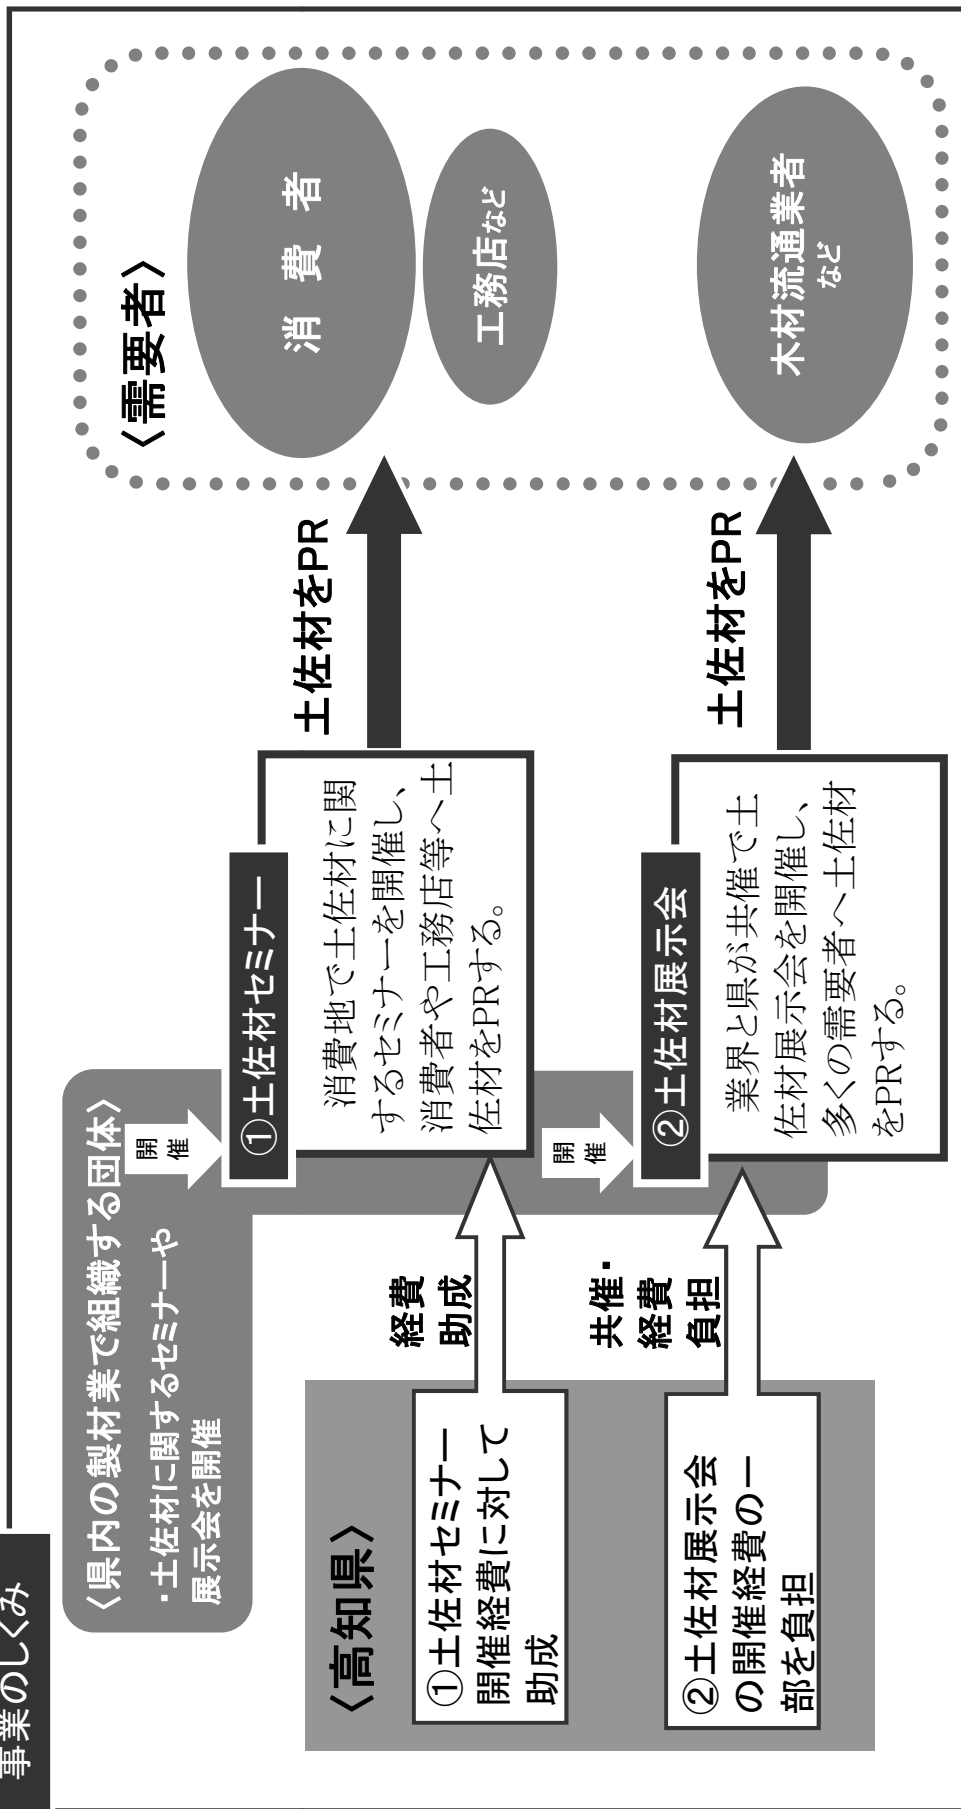 事業のしくみ
〈県内の製材業で組織する団体〉
・土佐材に関するセミナーや
展示会を開催
〈高知県〉
①土佐材セミナー
開催経費に対して
助成
②土佐材展示会
の開催経費の一
部を負担
経費
助成
共催・
経費
負担
開
催
①土佐材セミナー
消費地で土佐材に関
するセミナーを開催し、
消費者や工務店等へ土
佐材をPRする。
開
催
②土佐材展示会
業界と県が共催で土
佐材展示会を開催し、
多くの需要者へ土佐材
をPRする。
土佐材をPR
土佐材をPR
〈需要者〉
消 費 者
工務店など
木材流通業者
など